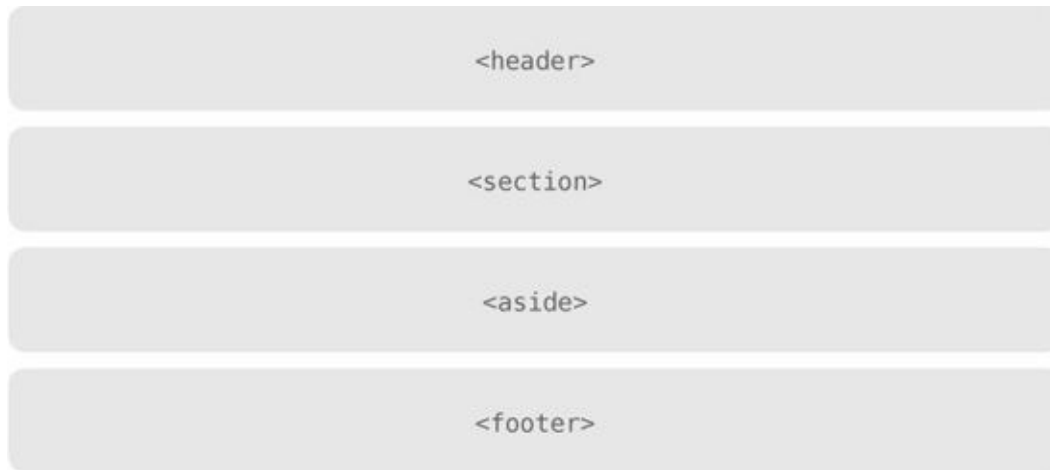 <header>
<section>
<aside>
<footer>